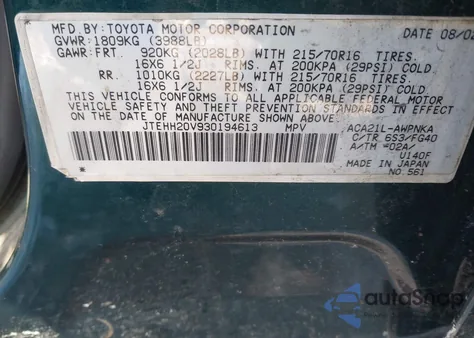 MFD. BY: TOYOTA MOTOR CORPORATION DATE 08/02
GVWR: 1809KG (3988LB)
GAWR: FRT. 920KG (2028LB) WITH 215/70R16 TIRES.
16X6 1/2J RIMS. AT 200KPA (29PSI) COLD.
RR. 1010KG (2227LB) WITH 215/70R16 TIRES.
16X6 1/2J RIMS. AT 200KPA (29PSI) COLD.
THIS VEHICLE CONFORMS TO ALL APPLICABLE FEDERAL MOTOR
VEHICLE SAFETY AND THEFT PREVENTION STANDARDS IN EFFECT
ON THE DATE OF MANUFACTURE SHOWN ABOVE.
JTEHH20V930194613 MPV
ACA21L-AWPNKA
C/TR 6S3/FG40
A/TM -02A/
U140F
MADE IN JAPAN
NO 561
*
autoSnap